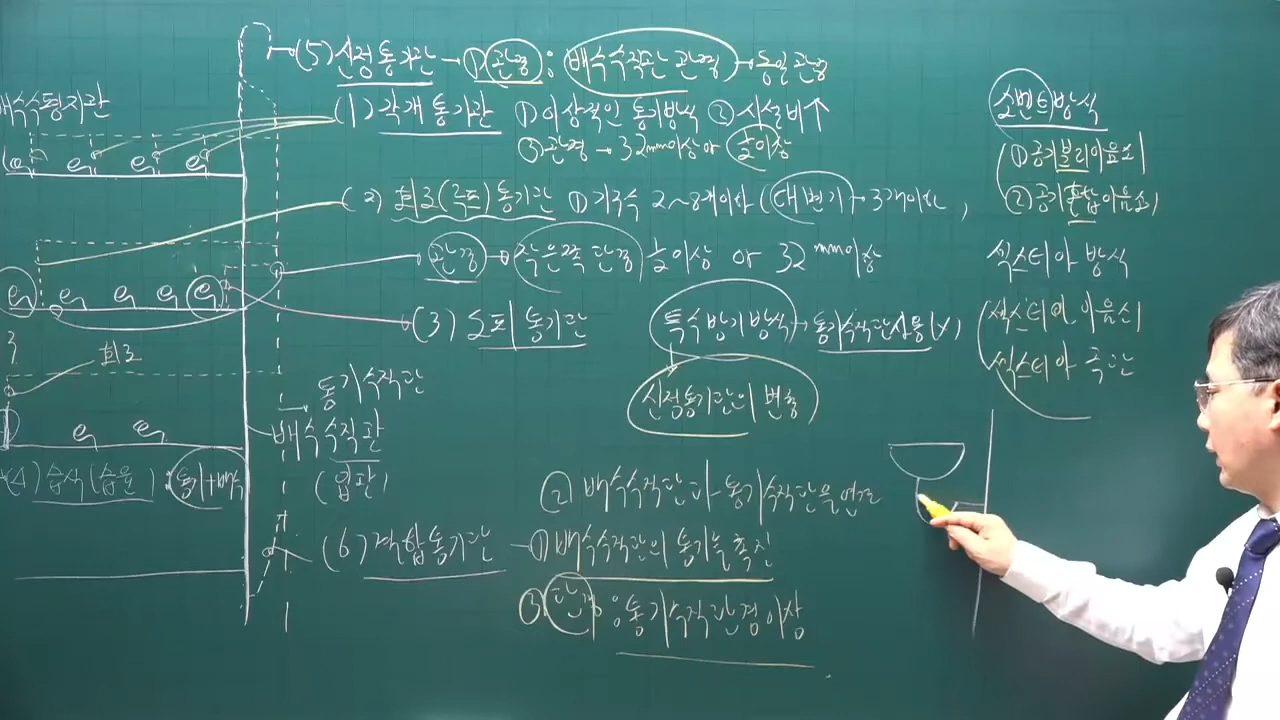 (5) 신정통기관 → ① 관경 : 배수수직관 관경 → 동일관경
배수수평지관
(1) 각개 통기관 ① 이상적인 통기방식 ② 시설비↑
③ 관경 → 32mm이상 or 1/2이상
(2) 회로(루프) 통기관 ① 기구수 2~8개이하 (대변기 → 3개이하,
관경 → 작은쪽 관경 1/2이상 or 32mm이상
(3) 도피 통기관
회로
통기수직관
배수수직관
(입관)
(4) 습식(습윤) : 통기+배수
(6) 결합통기관 - ① 배수수직관의 통기능 촉진
② 배수수직관과 통기수직관을 연결
③ 관경 : 통기수직관경이상
특수방기방식 → 통기수직관사용(X)
신정통기관의 변형
소벤트방식
① 공기분리이음쇠
② 공기혼합이음쇠
섹스티아 방식
섹스티아 이음쇠
섹스티아 곡관